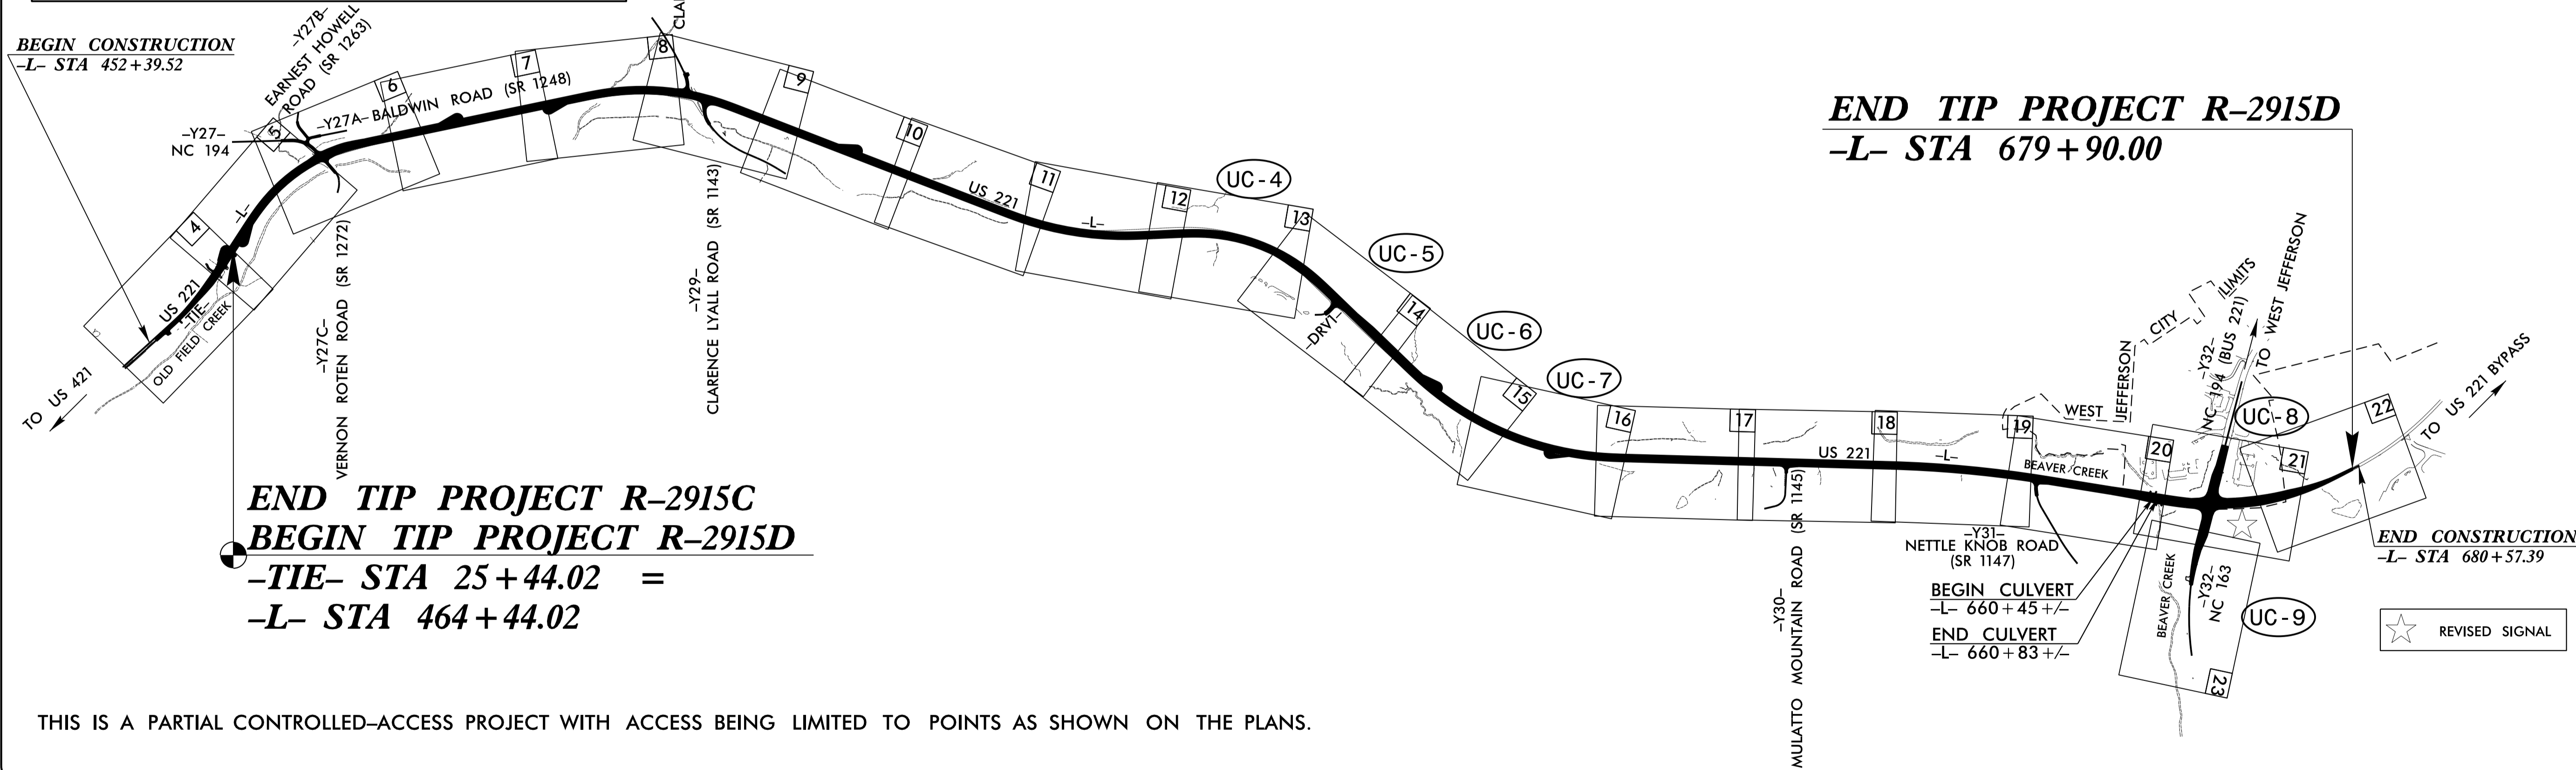 BEGIN CONSTRUCTION
–L– STA 452+39.52
–Y27B–
EARNEST HOWELL
ROAD (SR 1263)
–Y27–
NC 194
–Y27A– BALDWIN ROAD (SR 1248)
4
5
6
7
8
9
10
11
12
13
14
15
16
17
18
19
20
21
22
23
–L–
US 221
–TIE–
OLD FIELD CREEK
TO US 421
–Y27C–
VERNON ROTEN ROAD (SR 1272)
–Y29–
CLARENCE LYALL ROAD (SR 1143)
US 221
–L–
UC-4
UC-5
UC-6
UC-7
–DRV1–
END TIP PROJECT R–2915C
BEGIN TIP PROJECT R–2915D
–TIE– STA 25+44.02 =
–L– STA 464+44.02
END TIP PROJECT R–2915D
–L– STA 679+90.00
US 221
–L–
–Y30–
MULATTO MOUNTAIN ROAD (SR 1145)
WEST JEFFERSON CITY LIMITS
BEAVER CREEK
–Y31–
NETTLE KNOB ROAD
(SR 1147)
BEGIN CULVERT
–L– 660+45+/–
END CULVERT
–L– 660+83+/–
–Y32–
NC 194 (BUS 221)
TO WEST JEFFERSON
UC-8
TO US 221 BYPASS
BEAVER CREEK
–Y32–
NC 163
UC-9
END CONSTRUCTION
–L– STA 680+57.39
REVISED SIGNAL
THIS IS A PARTIAL CONTROLLED–ACCESS PROJECT WITH ACCESS BEING LIMITED TO POINTS AS SHOWN ON THE PLANS.